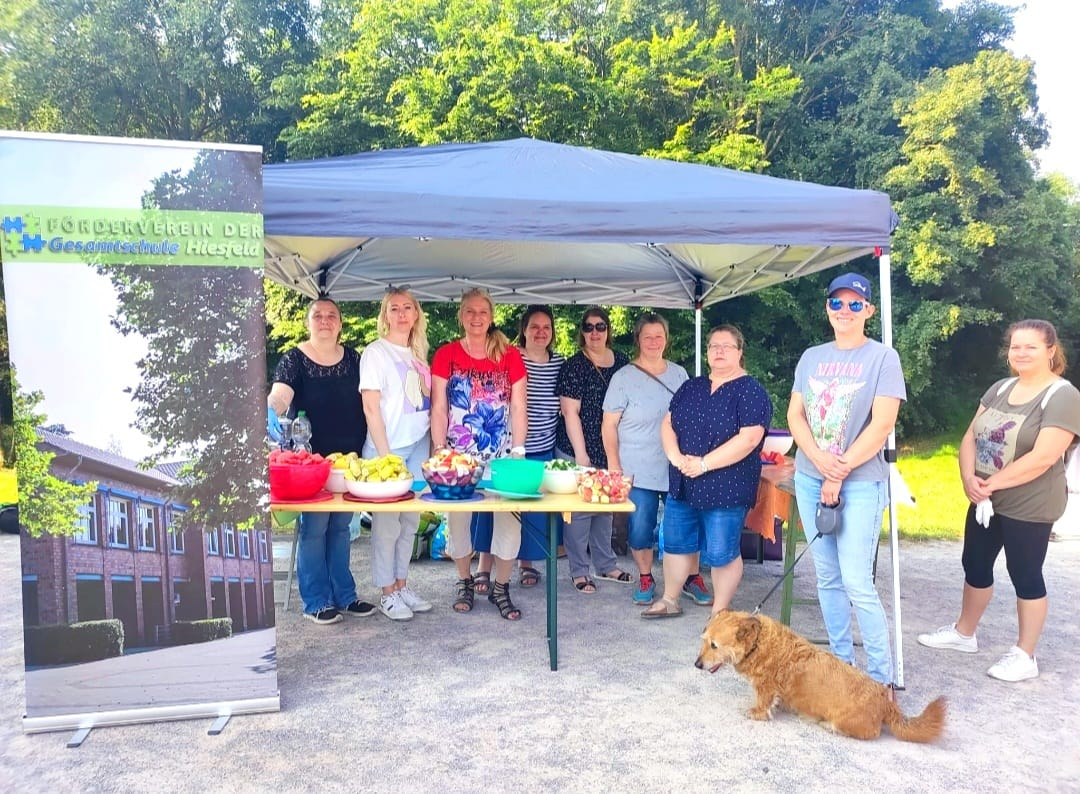 FÖRDERVEREIN DER
Gesamtschule Hiesfeld
NIRVANA